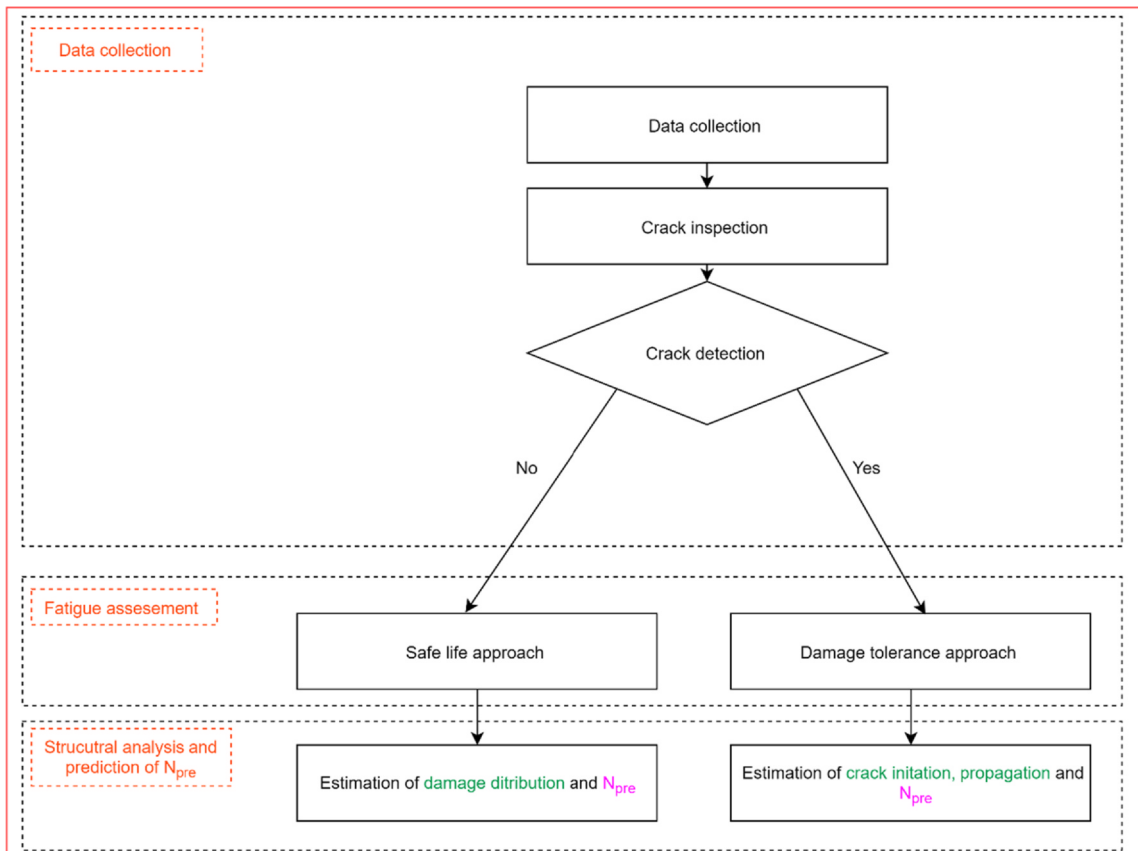 Data collection
Data collection
Crack inspection
Crack detection
No
Yes
Fatigue assesement
Safe life approach
Damage tolerance approach
Strucutral analysis and
prediction of Npre
Estimation of damage ditribution and Npre
Estimation of crack initation, propagation and
Npre